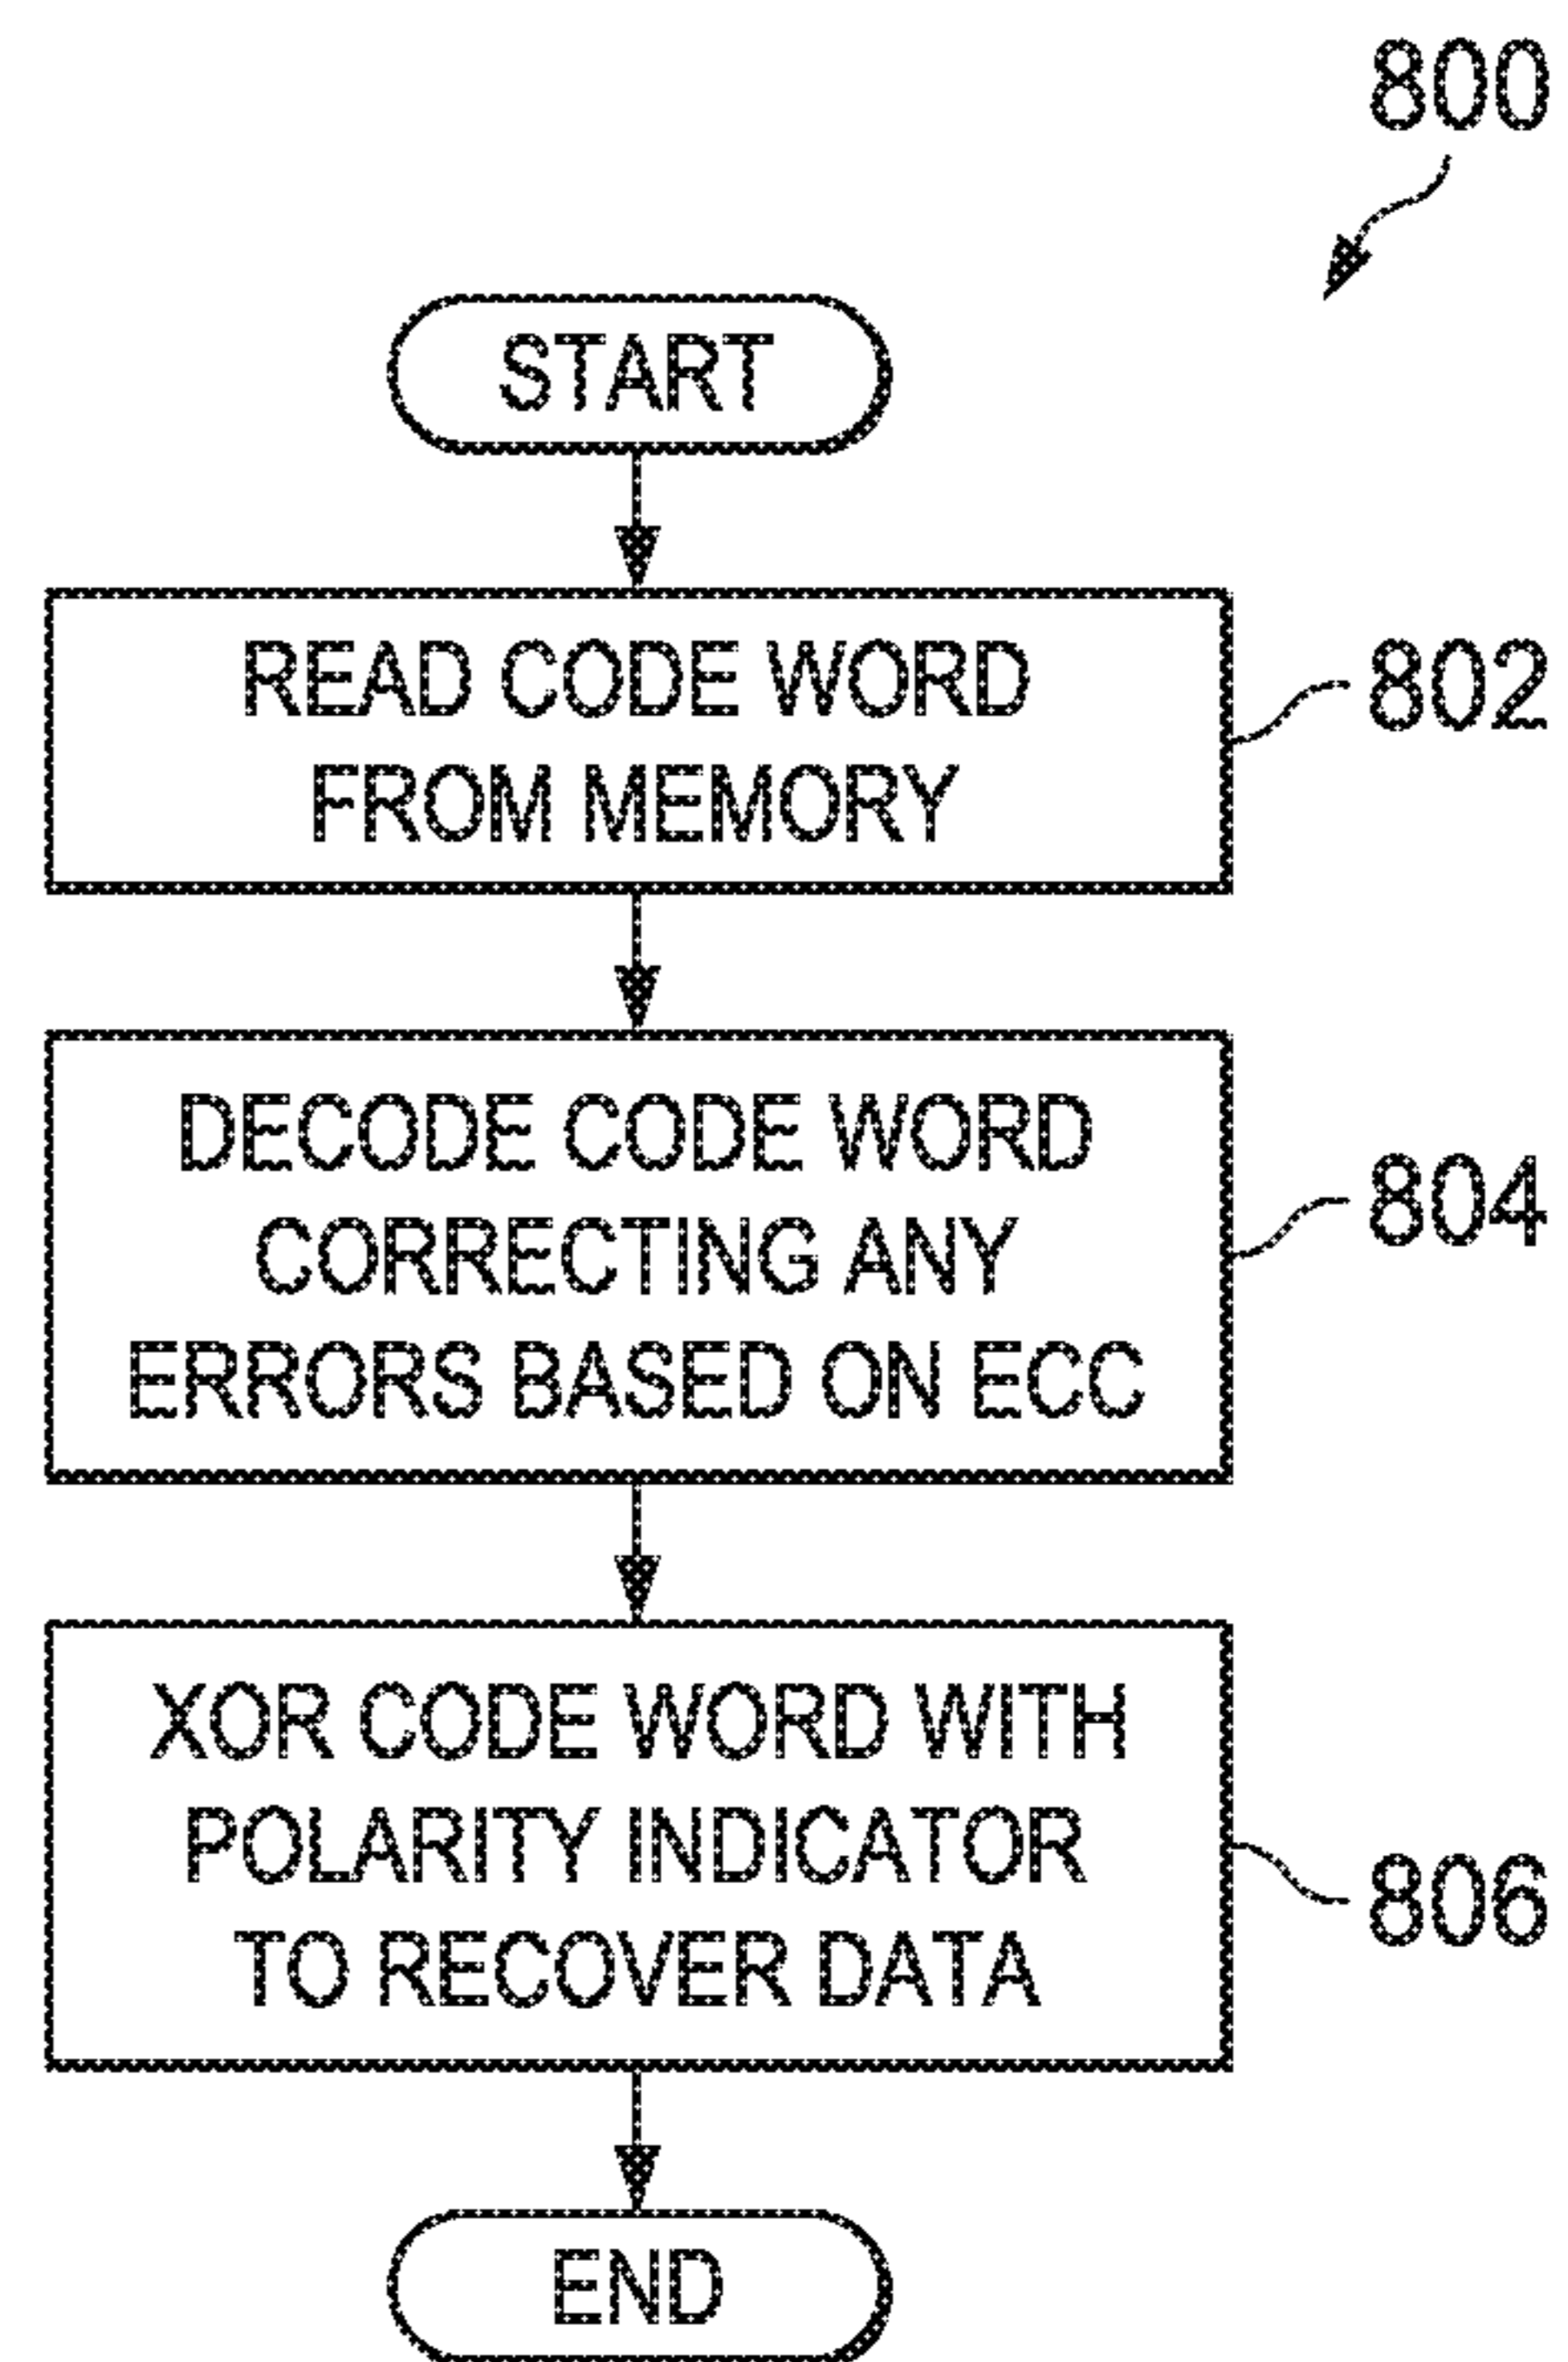 800
START
READ CODE WORD
FROM MEMORY
802
DECODE CODE WORD
CORRECTING ANY
ERRORS BASED ON ECC
804
XOR CODE WORD WITH
POLARITY INDICATOR
TO RECOVER DATA
806
END